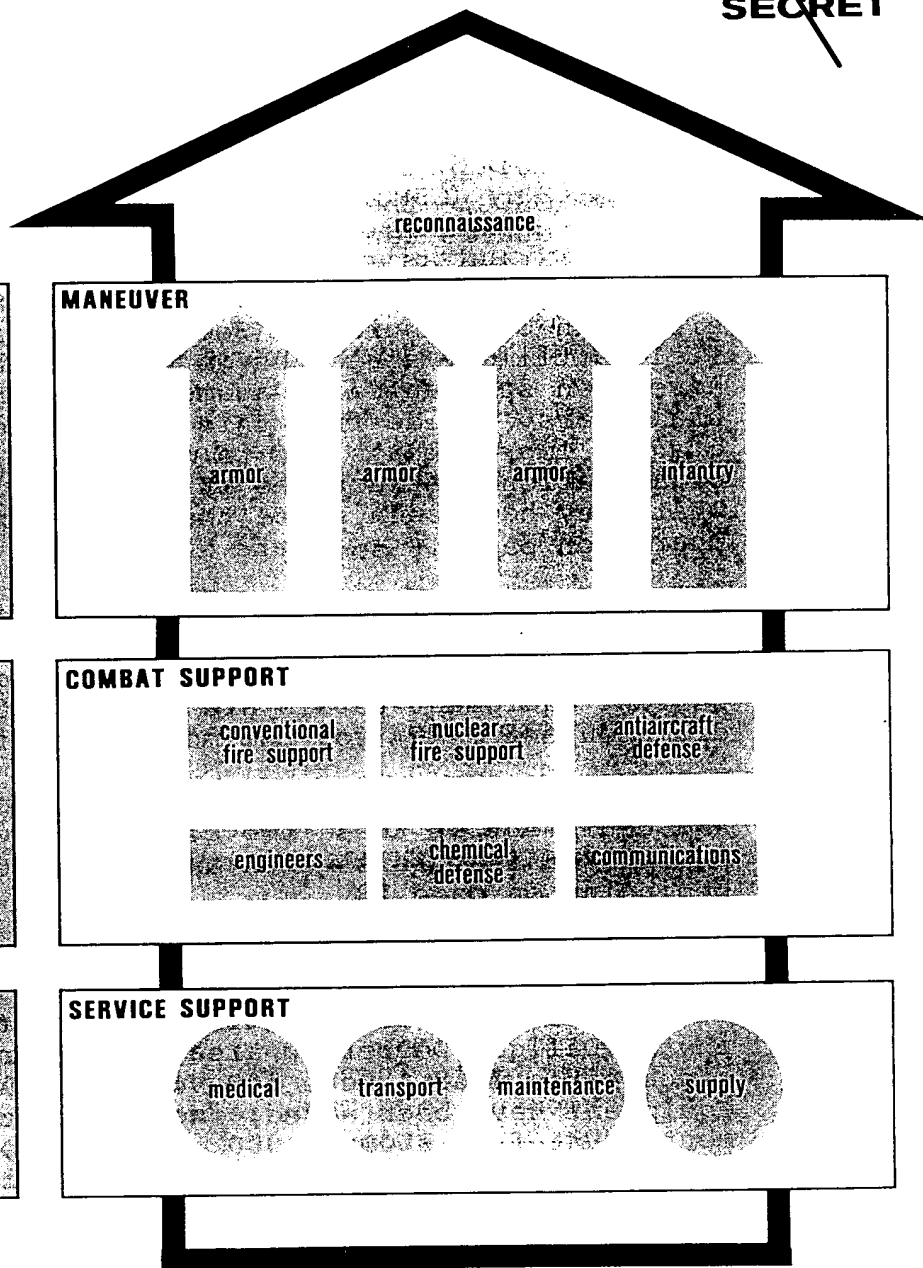 SECRET
reconnaissance
MANEUVER
armor
armor
armor
infantry
COMBAT SUPPORT
conventional
fire support
nuclear
fire support
antiaircraft
defense
engineers
chemical
defense
communications
SERVICE SUPPORT
medical
transport
maintenance
supply